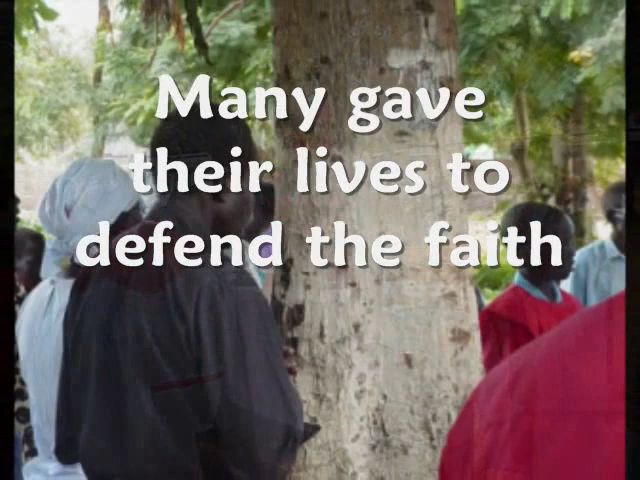 Many gave
their lives to
defend the faith